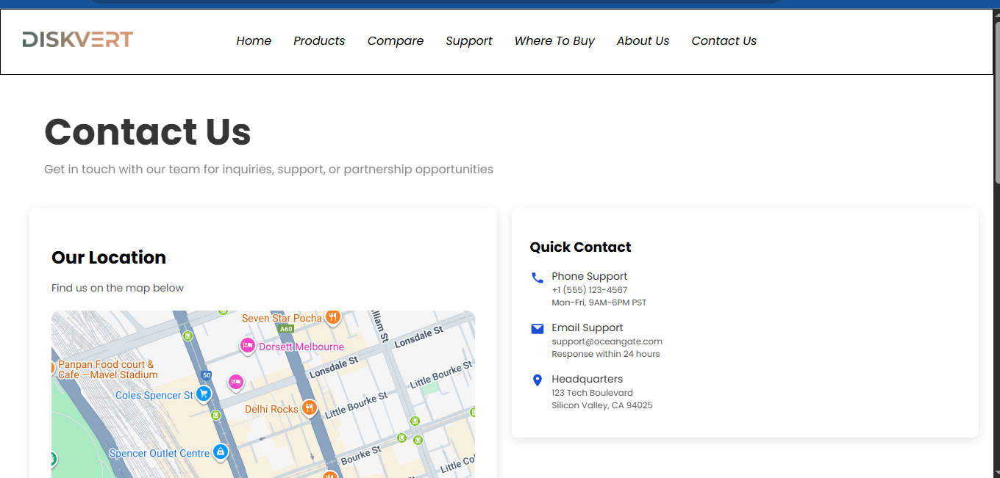 DISKVERT
Home Products Compare Support Where To Buy About Us Contact Us
Contact Us
Get in touch with our team for inquiries, support, or partnership opportunities
Our Location
Find us on the map below
Seven Star Pocha
A60
Dorsett Melbourne
Lonsdale St
Lonsdale St
Panpan Food court &
Cafe —Mavel Stadium
50
Little Bourke St
Coles Spencer St
Delhi Rocks
Little Bourke St
Spencer Outlet Centre
Bourke St
Quick Contact
Phone Support
+1 (555) 123-4567
Mon-Fri, 9AM-6PM PST
Email Support
support@oceangate.com
Response within 24 hours
Headquarters
123 Tech Boulevard
Silicon Valley, CA 94025